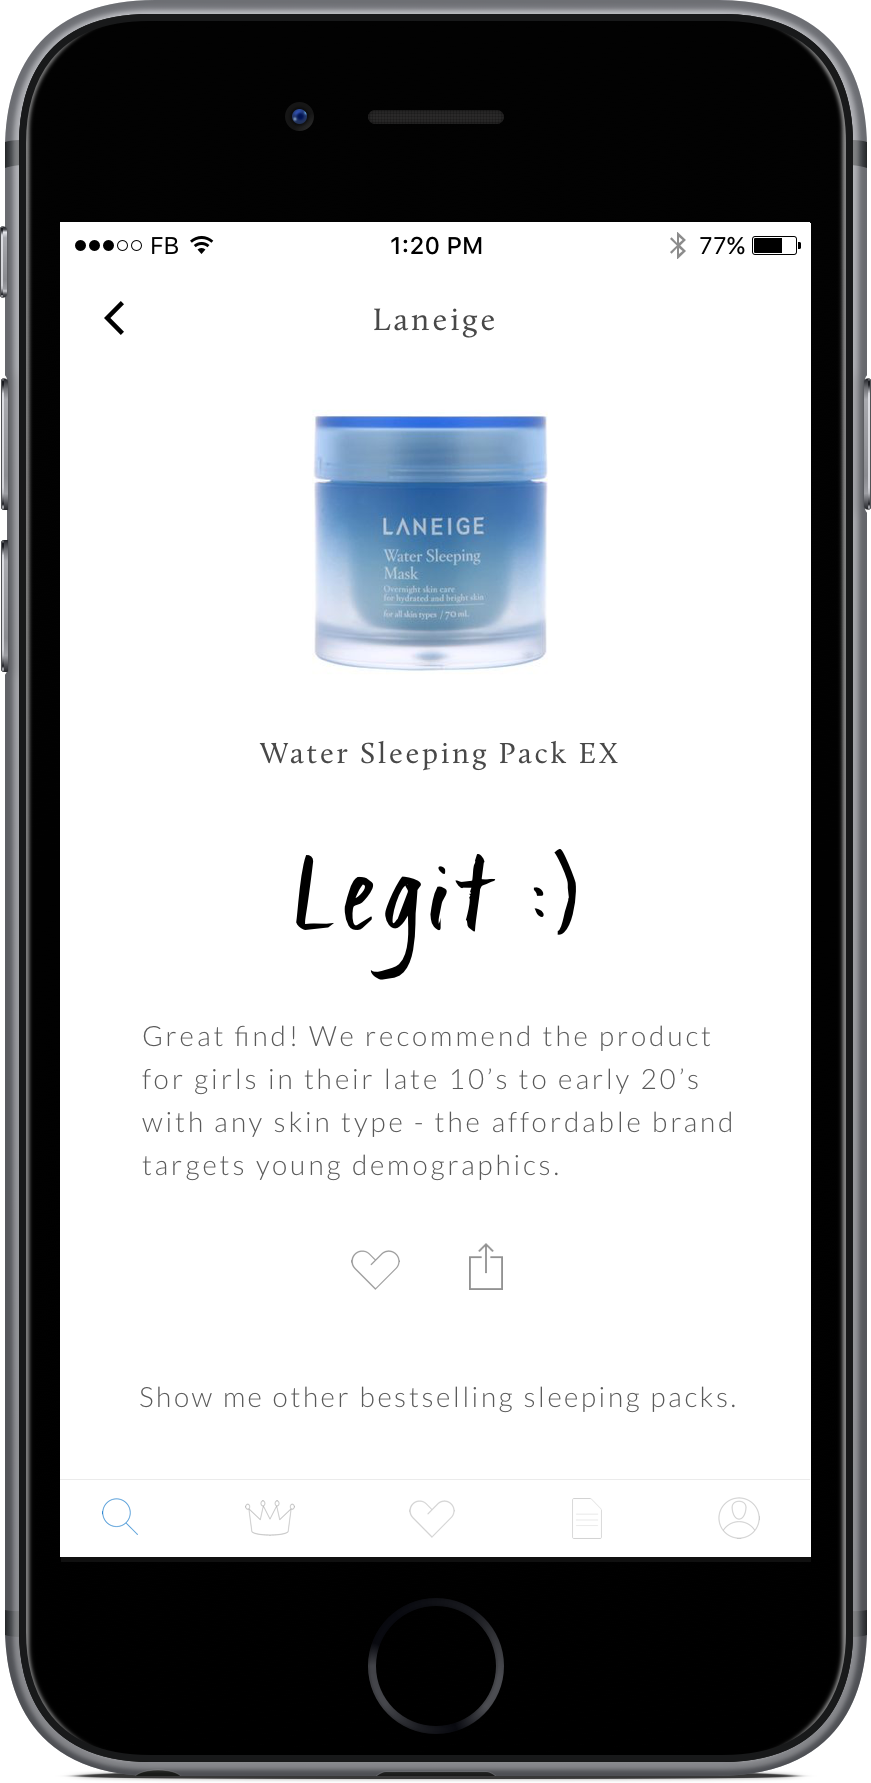 FB 1:20 PM 77%
Laneige
LANEIGE
Water Sleeping
Mask
Overnight skin care
for hydrated and bright skin
for all skin types / 70 ml.
Water Sleeping Pack EX
Legit :)
Great find! We recommend the product
for girls in their late 10’s to early 20’s
with any skin type - the affordable brand
targets young demographics.
Show me other bestselling sleeping packs.